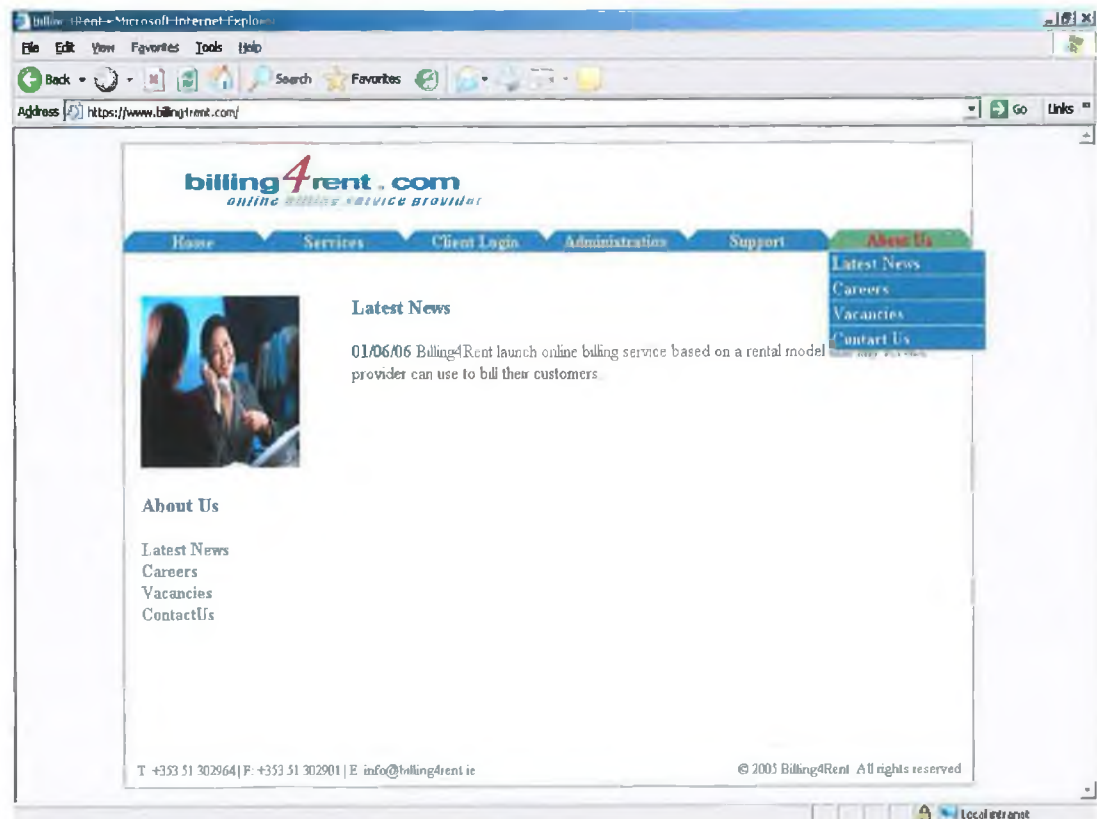 Microsoft Internet Explorer
File Edit View Favorites Tools Help
Back Search Favorites
Address https://www.billing4rent.com/ Go Links
billing4rent.com
online billing service provider
Home Services Client Login Administration Support About Us
Latest News
Careers
Vacancies
Contact Us
Latest News
01/06/06 Billing4Rent launch online billing service based on a rental model
provider can use to bill their customers
About Us
Latest News
Careers
Vacancies
ContactUs
T +353 51 302964 | F: +353 51 302901 | E info@billing4rent.ie
© 2005 Billing4Rent All rights reserved
Local intranet